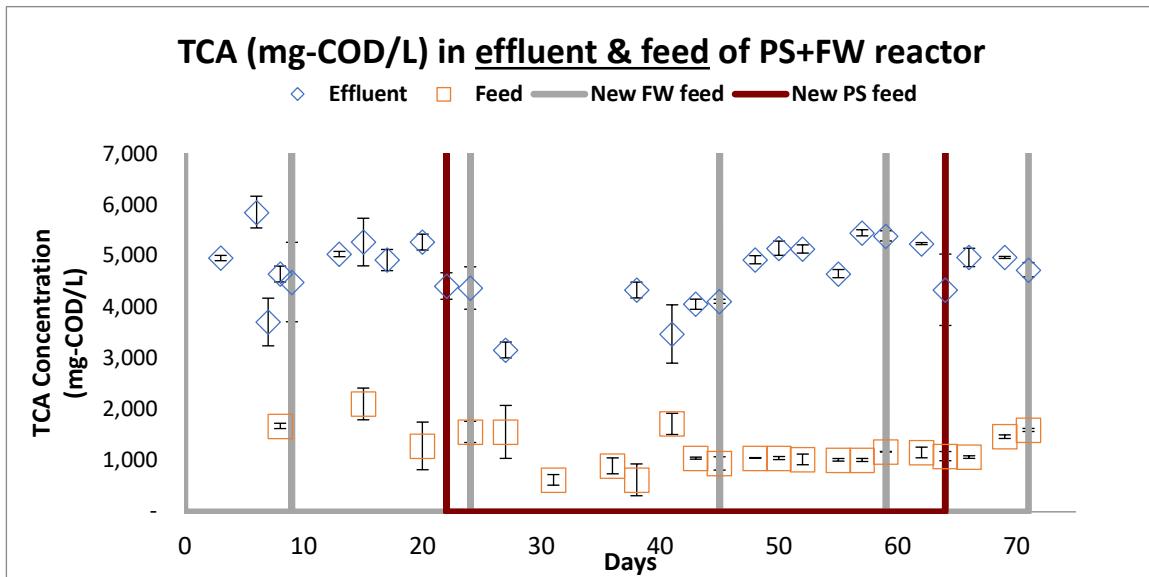 TCA (mg-COD/L) in effluent & feed of PS+FW reactor
Effluent Feed New FW feed New PS feed
TCA Concentration
(mg-COD/L)
7,000
6,000
5,000
4,000
3,000
2,000
1,000
-
0 10 20 30 40 50 60 70
Days